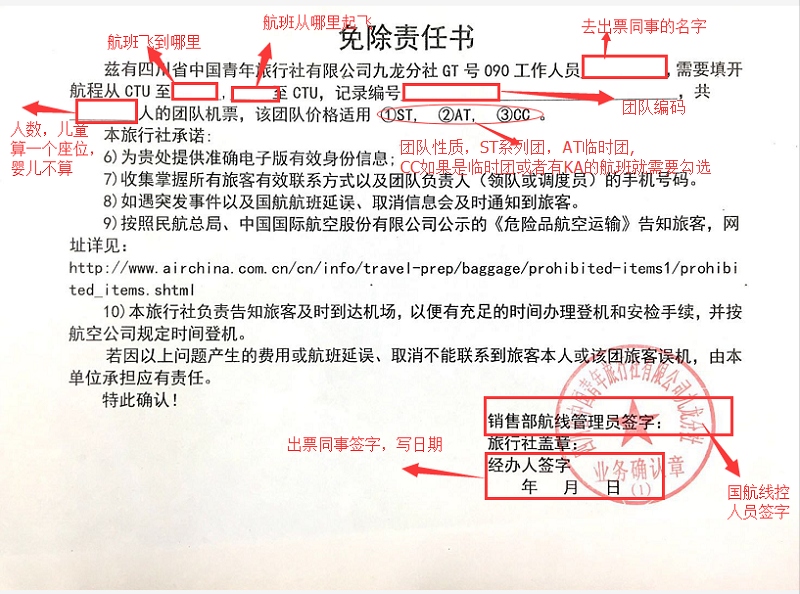 航班从哪里起飞
去出票同事的名字
航班飞到哪里
免除责任书
兹有四川省中国青年旅行社有限公司九龙分社 GT 号 090 工作人员 ，需要填开
航程从 CTU 至 ，至 CTU，记录编号 ，共
团队编码
人的团队机票，该团队价格适用 ①ST, ②AT, ③CC 。
人数，儿童
算一个座位，
婴儿不算
本旅行社承诺:
团队性质，ST系列团，AT临时团,
CC如果是临时团或者有KA的航班就需要勾选
6)为贵处提供准确电子版有效身份信息;
7)收集掌握所有旅客有效联系方式以及团队负责人（领队或调度员）的手机号码。
8)如遇突发事件以及国航航班延误、取消信息会及时通知到旅客。
9)按照民航总局、中国国际航空股份有限公司公示的《危险品航空运输》告知旅客，网
址详见:
http://www.airchina.com.cn/cn/info/travel-prep/baggage/prohibited-items1/prohibi
ted_items.shtml
10)本旅行社负责告知旅客及时到达机场，以便有充足的时间办理登机和安检手续，并按
航空公司规定时间登机。
若因以上问题产生的费用或航班延误、取消不能联系到旅客本人或该团旅客误机，由本
单位承担应有责任。
特此确认!
销售部航线管理员签字:
旅行社盖章:
出票同事签字，写日期
经办人签字
年 月 日
中国青年旅行社有限公司九龙分社
业务确认章
(1)
国航线控
人员签字